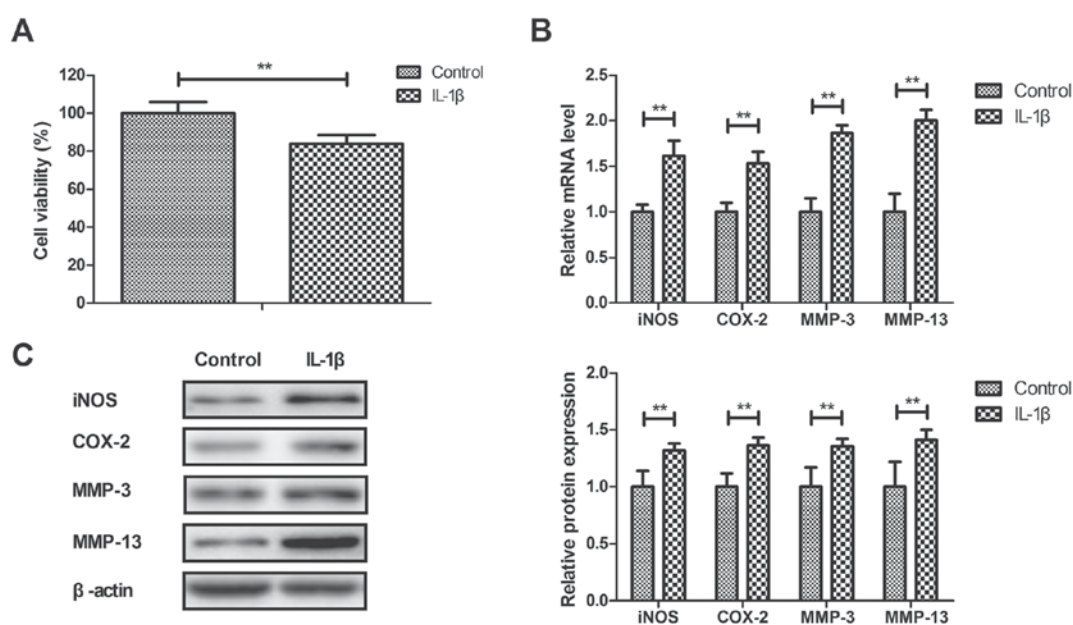 A
Cell viability (%)
120
100
80
60
40
20
0
**
Control
IL-1β
B
Relative mRNA level
2.5
2.0
1.5
1.0
0.5
0.0
** ** ** **
iNOS COX-2 MMP-3 MMP-13
Control
IL-1β
C
Control IL-1β
iNOS
COX-2
MMP-3
MMP-13
β -actin
Relative protein expression
2.0
1.5
1.0
0.5
0.0
** ** ** **
iNOS COX-2 MMP-3 MMP-13
Control
IL-1β